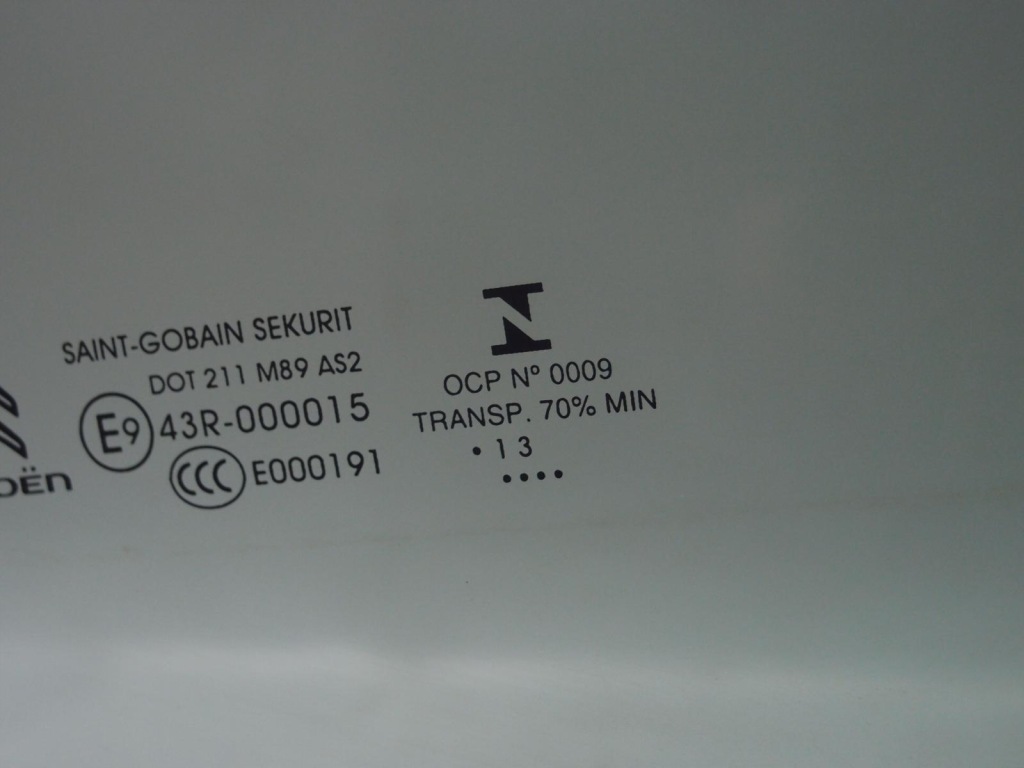 SAINT-GOBAIN SEKURIT
DOT 211 M89 AS2
E9 43R-000015
CCC E000191
OCP Nº 0009
TRANSP. 70% MIN
• 1 3
• • • •